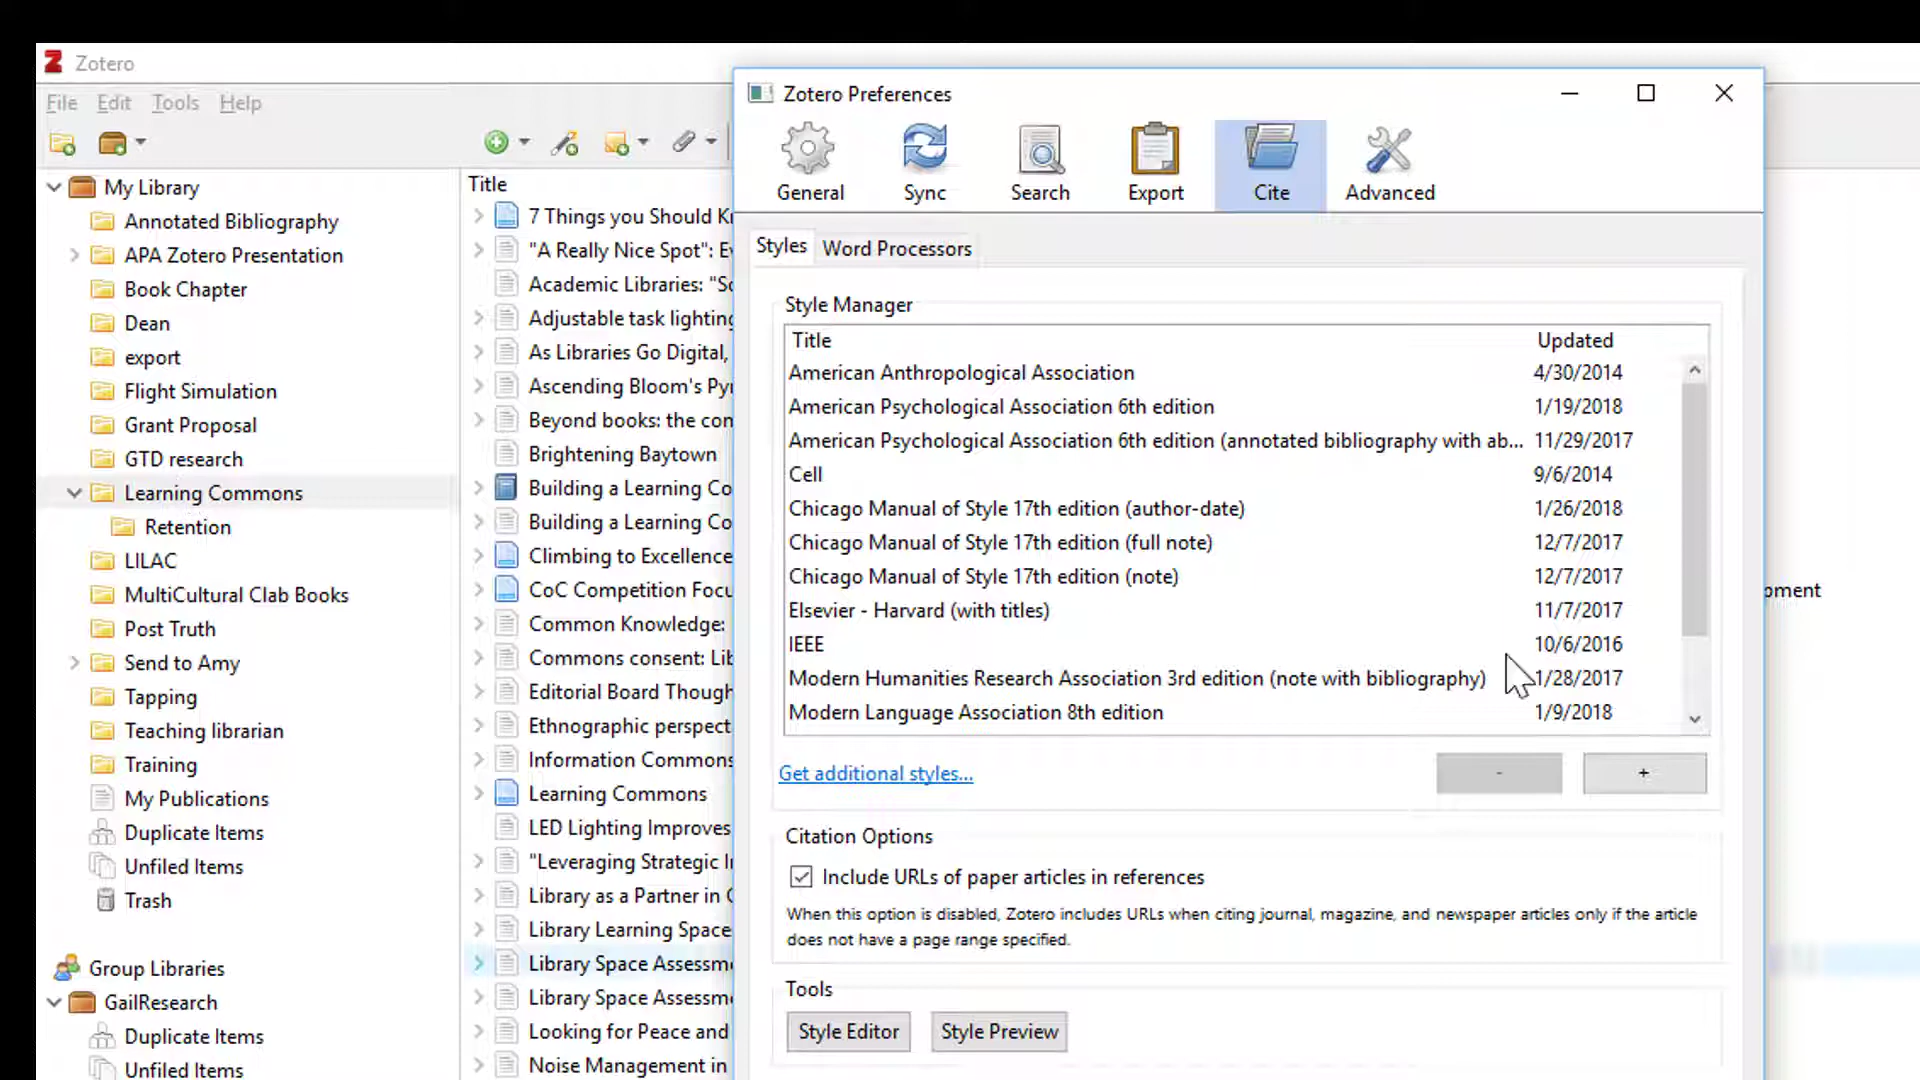 Zotero
File Edit Tools Help
My Library
Annotated Bibliography
APA Zotero Presentation
Book Chapter
Dean
export
Flight Simulation
Grant Proposal
GTD research
Learning Commons
Retention
LILAC
MultiCultural Clab Books
Post Truth
Send to Amy
Tapping
Teaching librarian
Training
My Publications
Duplicate Items
Unfiled Items
Trash
Group Libraries
GailResearch
Duplicate Items
Unfiled Items
Title
7 Things you Should
"A Really Nice Spot":
Academic Libraries:
Adjustable task lighting
As Libraries Go Digital,
Ascending Bloom's
Beyond books: the
Brightening Baytown
Building a Learning
Building a Learning
Climbing to Excellence
CoC Competition
Common Knowledge:
Commons consent:
Editorial Board
Ethnographic
Information Commons
Learning Commons
LED Lighting Improves
"Leveraging Strategic
Library as a Partner in
Library Learning Space
Library Space
Library Space
Looking for Peace and
Noise Management in
Zotero Preferences
General Sync Search Export Cite Advanced
Styles Word Processors
Style Manager
Title Updated
American Anthropological Association 4/30/2014
American Psychological Association 6th edition 1/19/2018
American Psychological Association 6th edition (annotated bibliography with ab... 11/29/2017
Cell 9/6/2014
Chicago Manual of Style 17th edition (author-date) 1/26/2018
Chicago Manual of Style 17th edition (full note) 12/7/2017
Chicago Manual of Style 17th edition (note) 12/7/2017
Elsevier - Harvard (with titles) 11/7/2017
IEEE 10/6/2016
Modern Humanities Research Association 3rd edition (note with bibliography) 1/28/2017
Modern Language Association 8th edition 1/9/2018
Get additional styles... - +
Citation Options
Include URLs of paper articles in references
When this option is disabled, Zotero includes URLs when citing journal, magazine, and newspaper articles only if the article
does not have a page range specified.
Tools
Style Editor Style Preview